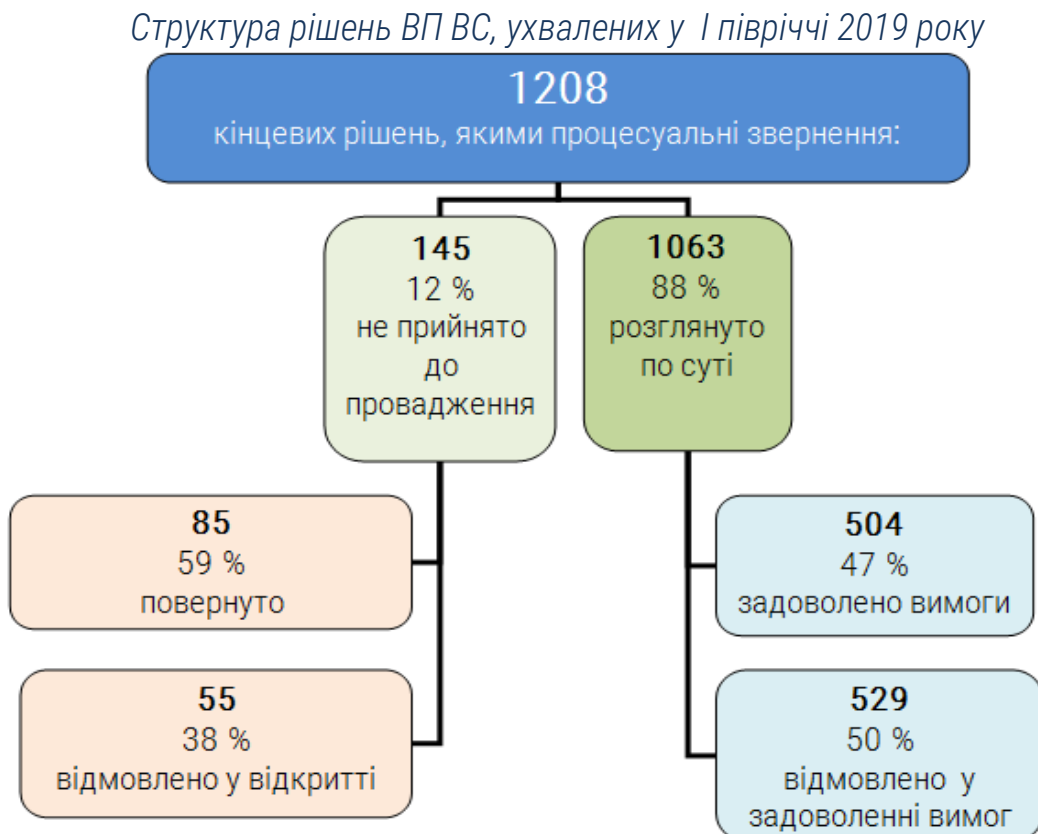 Структура рішень ВП ВС, ухвалених у І півріччі 2019 року
1208
кінцевих рішень, якими процесуальні звернення:
145
12 %
не прийнято
до
провадження
1063
88 %
розглянуто
по суті
85
59 %
повернуто
504
47 %
задоволено вимоги
55
38 %
відмовлено у відкритті
529
50 %
відмовлено у
задоволенні вимог